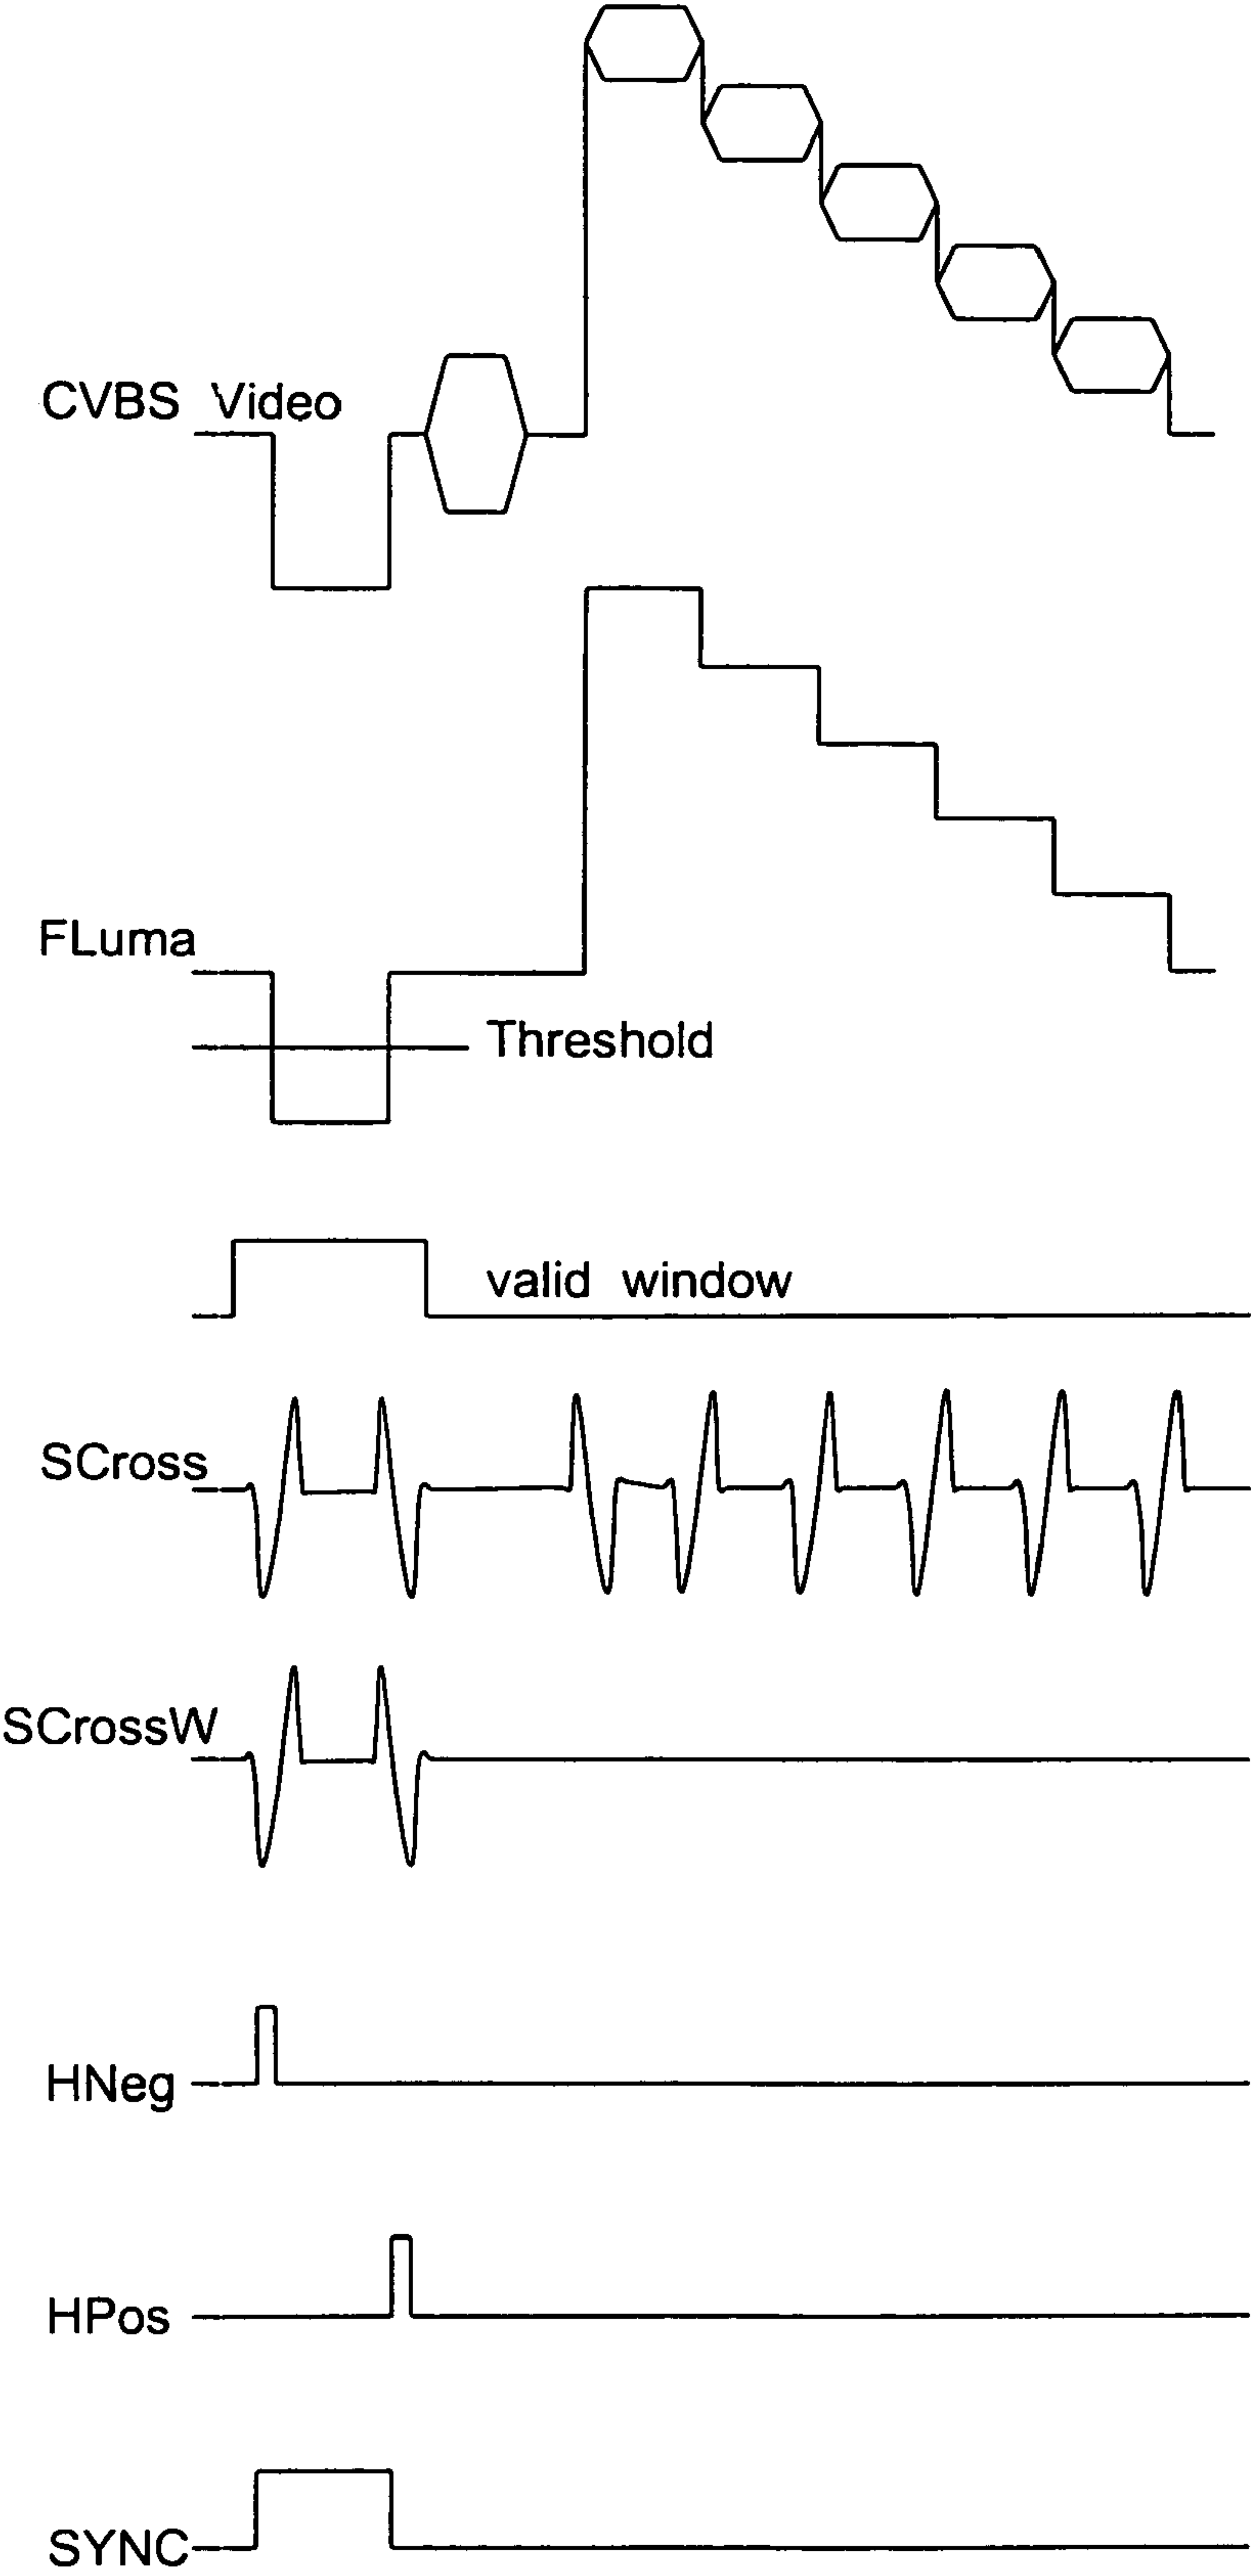 CVBS Video
FLuma
Threshold
valid window
SCross
SCrossW
HNeg
HPos
SYNC